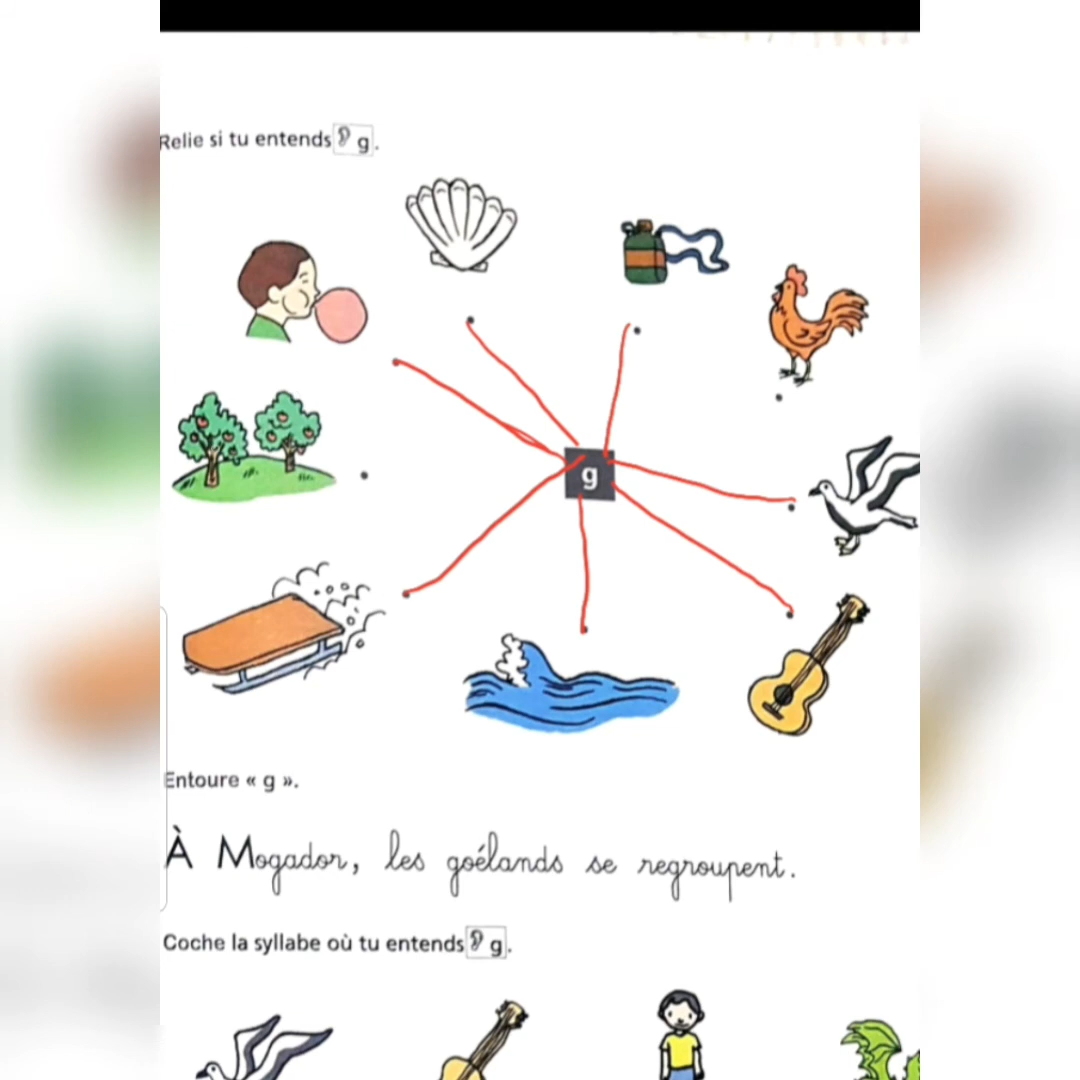 Relie si tu entends g.
g
Entoure « g ».
À Mogador, les goélands se regroupent.
Coche la syllabe où tu entends g.